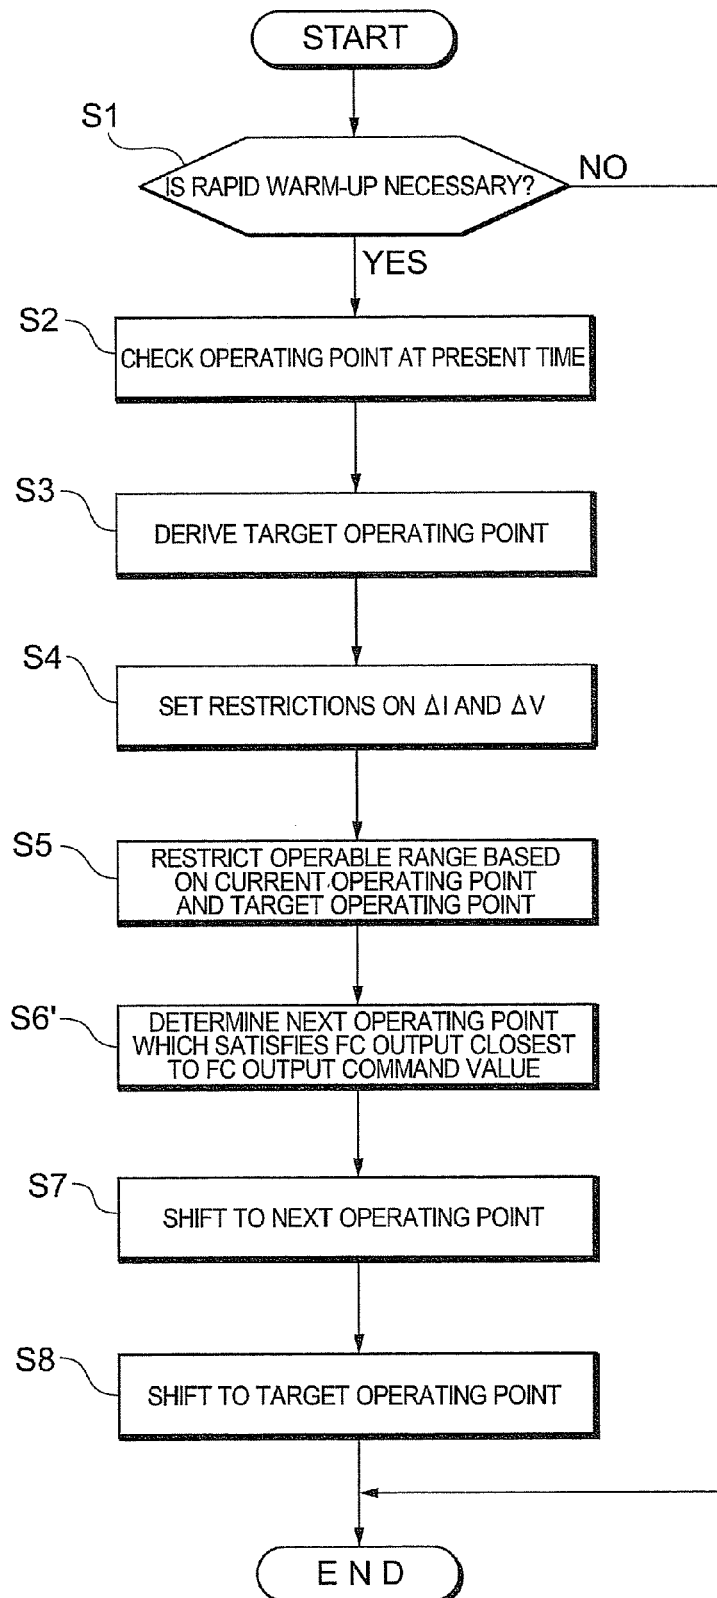 START
S1
IS RAPID WARM-UP NECESSARY?
NO
YES
S2
CHECK OPERATING POINT AT PRESENT TIME
S3
DERIVE TARGET OPERATING POINT
S4
SET RESTRICTIONS ON ΔI AND ΔV
S5
RESTRICT OPERABLE RANGE BASED
ON CURRENT OPERATING POINT
AND TARGET OPERATING POINT
S6'
DETERMINE NEXT OPERATING POINT
WHICH SATISFIES FC OUTPUT CLOSEST
TO FC OUTPUT COMMAND VALUE
S7
SHIFT TO NEXT OPERATING POINT
S8
SHIFT TO TARGET OPERATING POINT
END